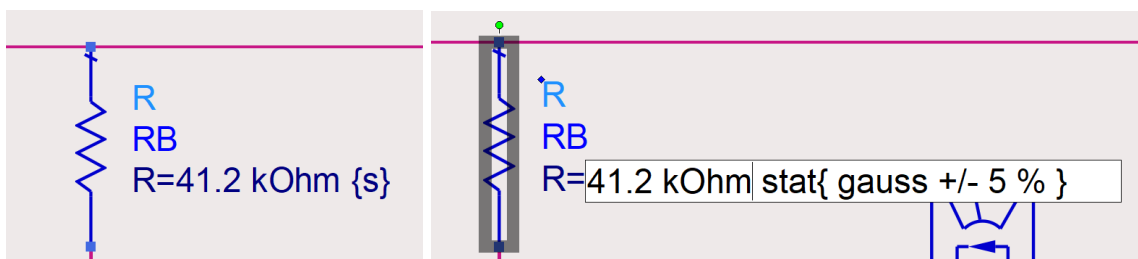 R
RB
R=41.2 kOhm {s}
R
RB
R=41.2 kOhm stat{ gauss +/- 5 % }